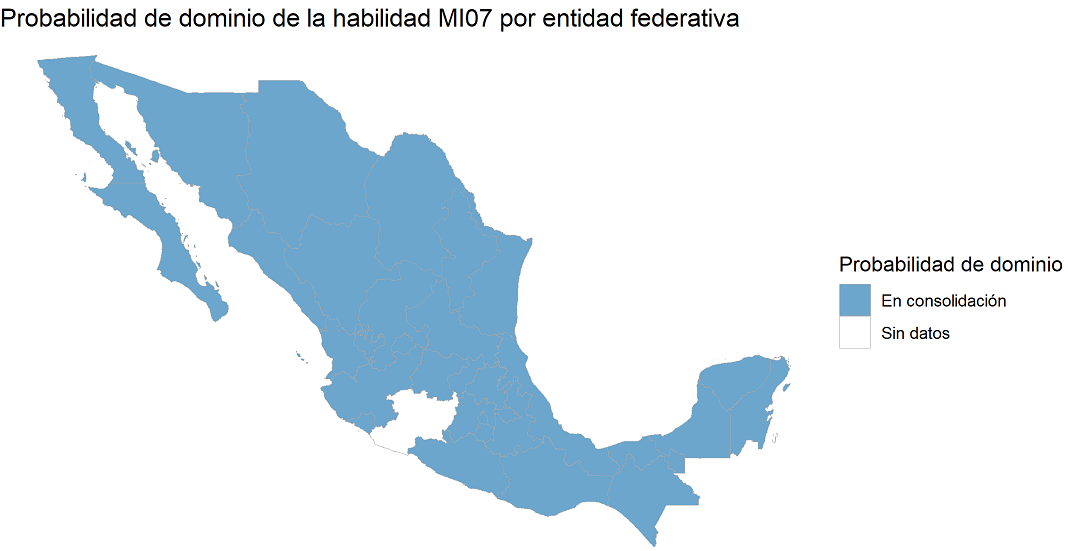 Probabilidad de dominio de la habilidad MI07 por entidad federativa
Probabilidad de dominio
En consolidación
Sin datos